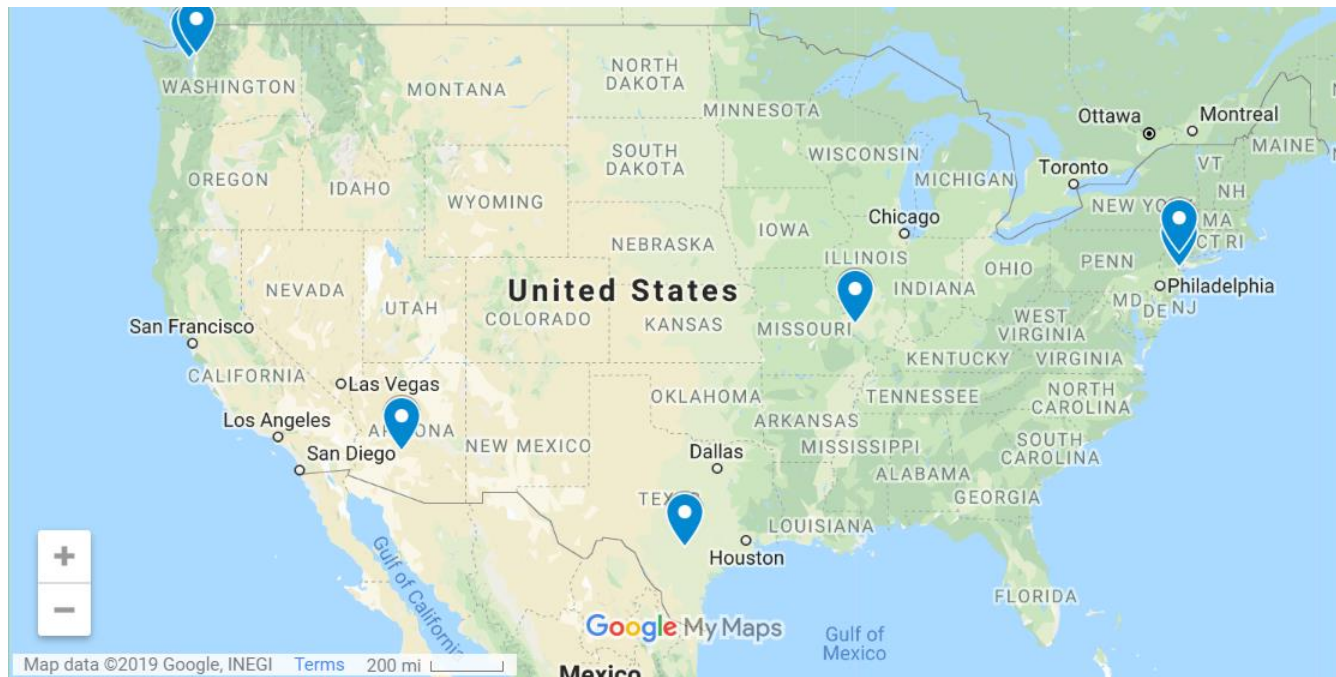 WASHINGTON
MONTANA
NORTH
DAKOTA
MINNESOTA
Ottawa
Montreal
MAINE
SOUTH
DAKOTA
WISCONSIN
MICHIGAN
Toronto
VT
NH
OREGON
IDAHO
WYOMING
NEW YO
MA
Chicago
IOWA
NEBRASKA
CT RI
ILLINOIS
INDIANA
OHIO
PENN
Philadelphia
NEVADA
UTAH
United States
COLORADO
KANSAS
MISSOURI
MD
DE
NJ
WEST
VIRGINIA
San Francisco
CALIFORNIA
KENTUCKY
VIRGINIA
Las Vegas
OKLAHOMA
TENNESSEE
NORTH
CAROLINA
Los Angeles
AR
ONA
NEW MEXICO
ARKANSAS
MISSISSIPPI
SOUTH
CAROLINA
San Diego
Dallas
ALABAMA
GEORGIA
TEX
LOUISIANA
Houston
Gulf of California
FLORIDA
Google My Maps
Gulf of
Mexico
Map data ©2019 Google, INEGI Terms 200 mi
Mexico